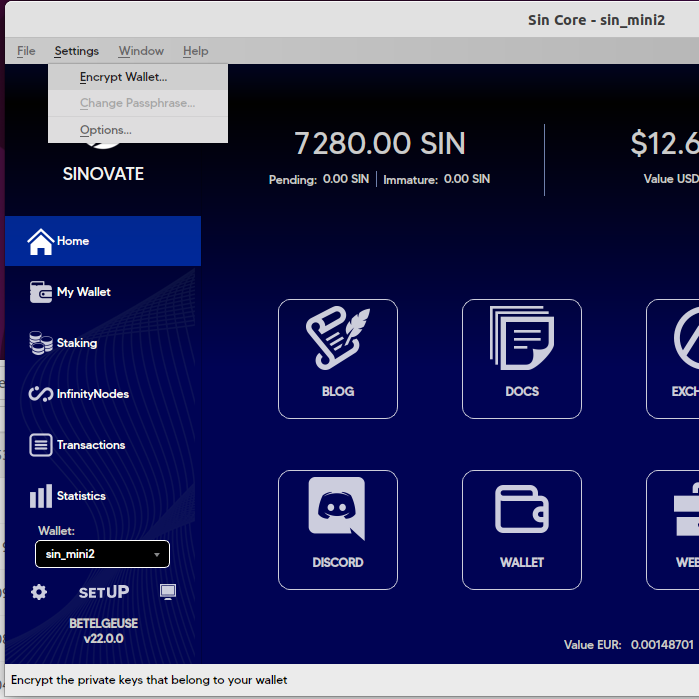 Sin Core - sin_mini2
File Settings Window Help
Encrypt Wallet...
Change Passphrase...
Options...
SINOVATE
7280.00 SIN
Pending: 0.00 SIN Immature: 0.00 SIN
$12.6
Value USD
Home
My Wallet
Staking
InfinityNodes
Transactions
Statistics
Wallet:
sin_mini2
SETUP
BETELGEUSE
v22.0.0
BLOG
DOCS
EXCH
DISCORD
WALLET
WEB
Value EUR: 0.00148701
Encrypt the private keys that belong to your wallet